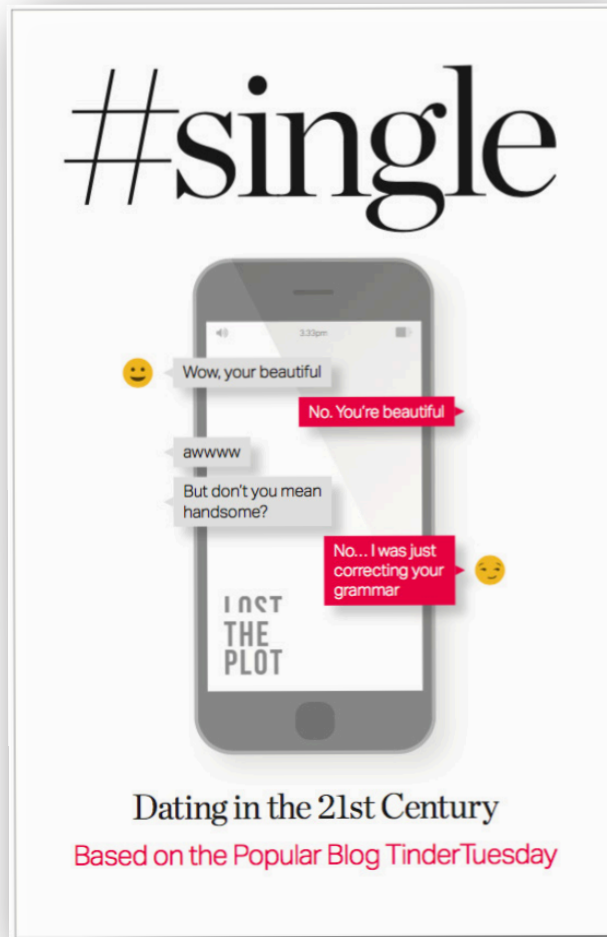 #single
3.33pm
Wow, your beautiful
No. You're beautiful
awwww
But don't you mean
handsome?
No... I was just
correcting your
grammar
LOST
THE
PLOT
Dating in the 21st Century
Based on the Popular Blog TinderTuesday